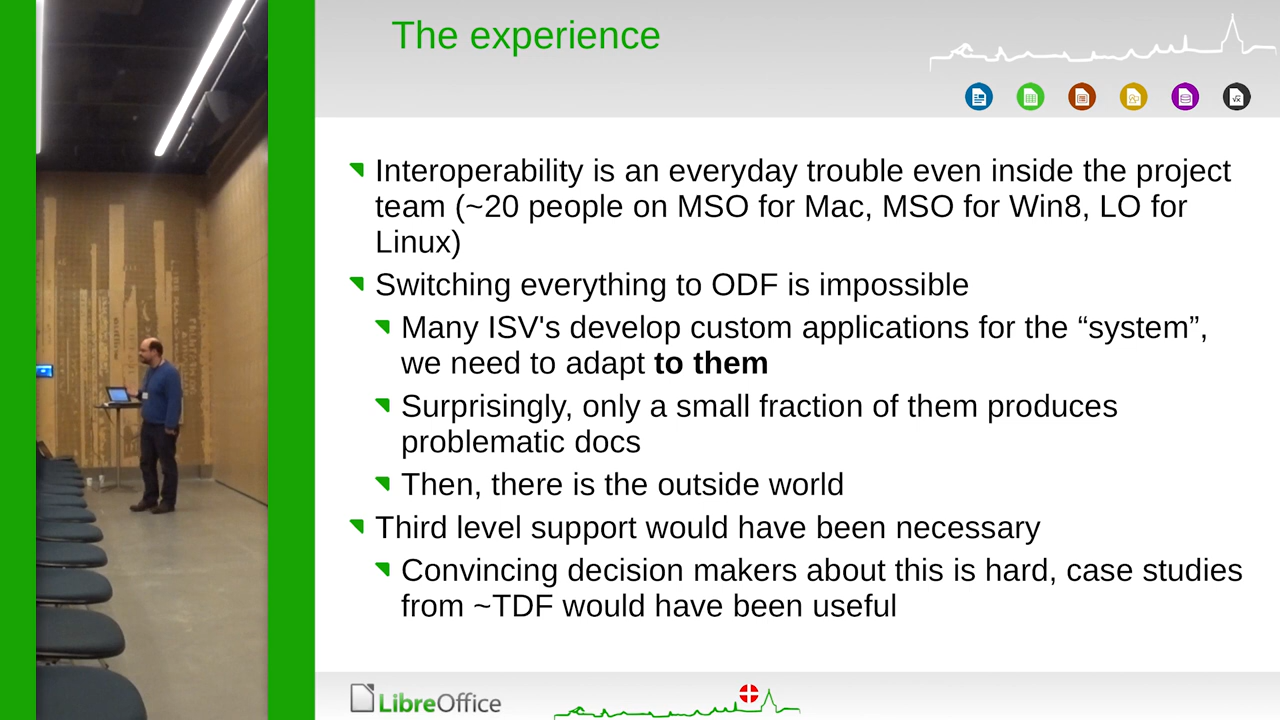 The experience
Interoperability is an everyday trouble even inside the project
team (~20 people on MSO for Mac, MSO for Win8, LO for
Linux)
Switching everything to ODF is impossible
Many ISV's develop custom applications for the “system”,
we need to adapt to them
Surprisingly, only a small fraction of them produces
problematic docs
Then, there is the outside world
Third level support would have been necessary
Convincing decision makers about this is hard, case studies
from ~TDF would have been useful
LibreOffice